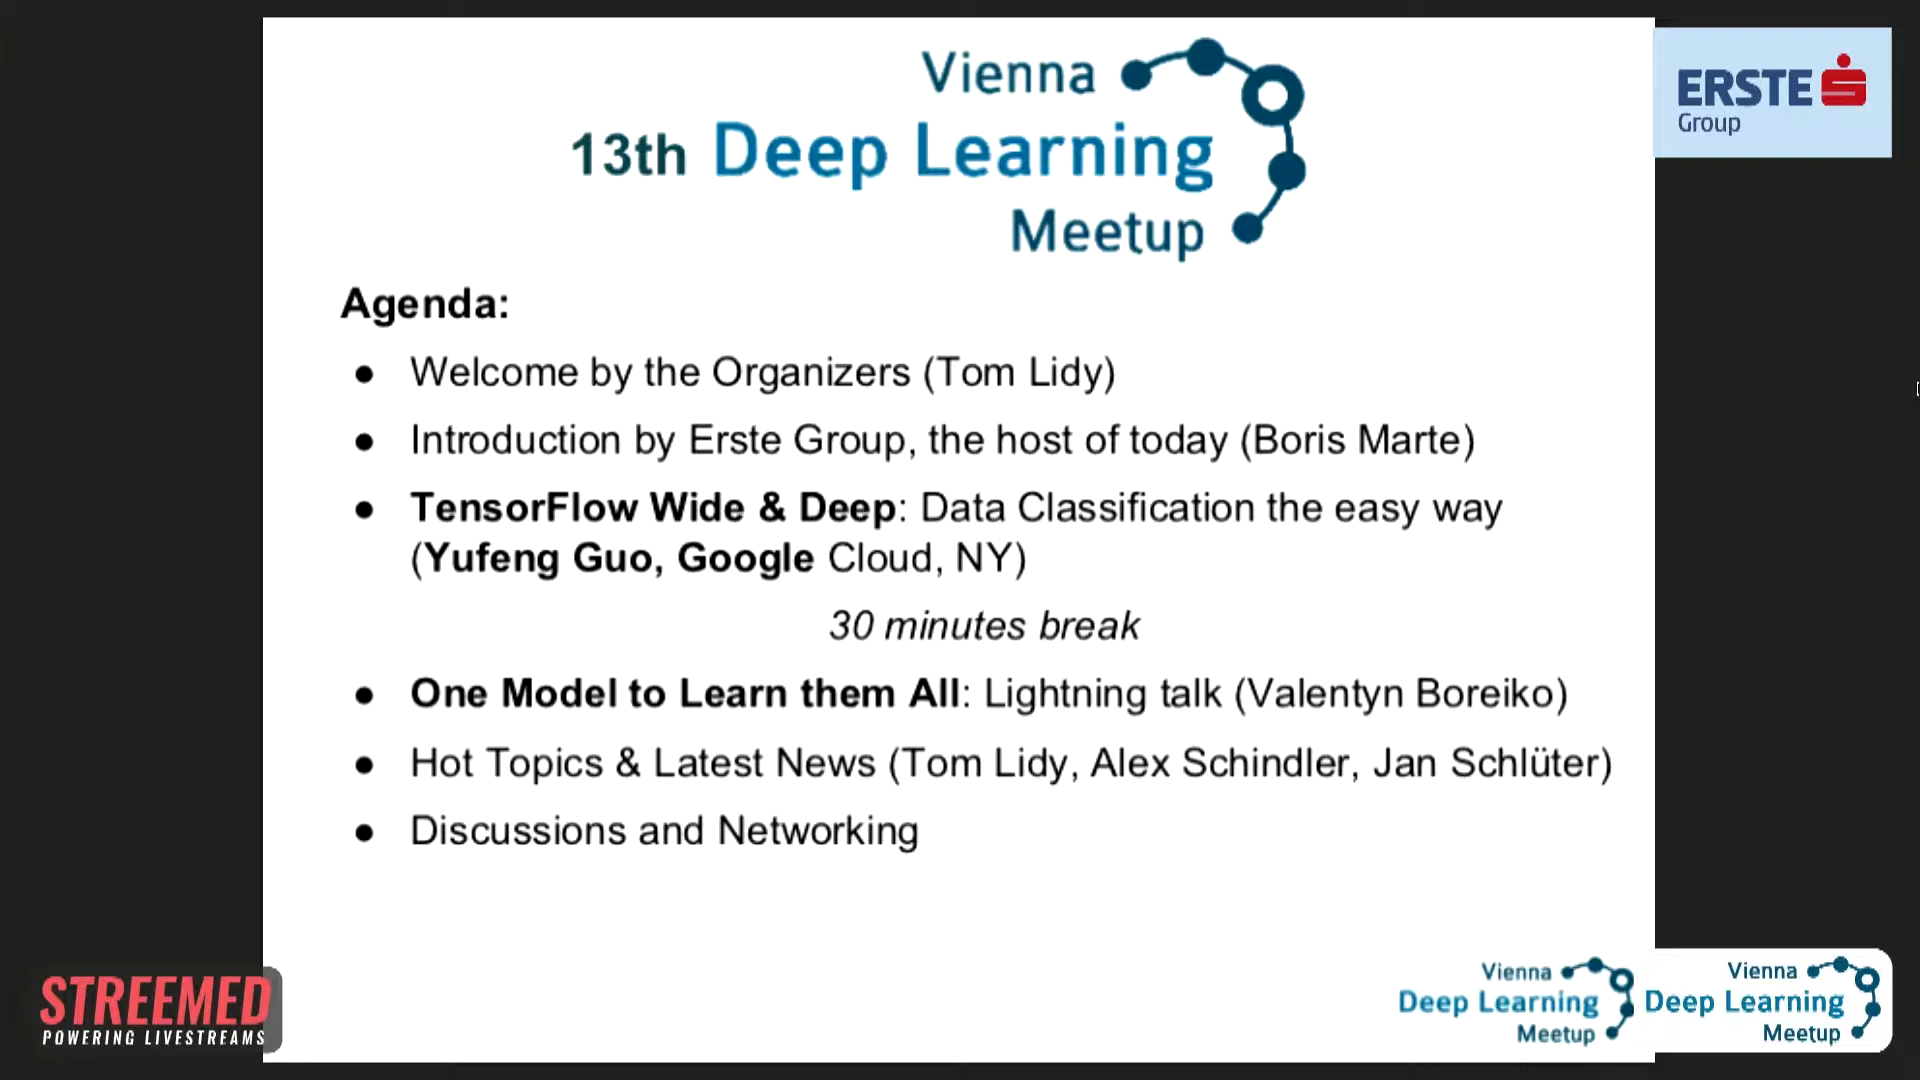 Vienna
13th Deep Learning
Meetup
ERSTE
Group
Agenda:
● Welcome by the Organizers (Tom Lidy)
● Introduction by Erste Group, the host of today (Boris Marte)
● TensorFlow Wide & Deep: Data Classification the easy way
(Yufeng Guo, Google Cloud, NY)
30 minutes break
● One Model to Learn them All: Lightning talk (Valentyn Boreiko)
● Hot Topics & Latest News (Tom Lidy, Alex Schindler, Jan Schlüter)
● Discussions and Networking
STREEMED
POWERING LIVESTREAMS
Vienna
Deep Learning
Meetup
Vienna
Deep Learning
Meetup